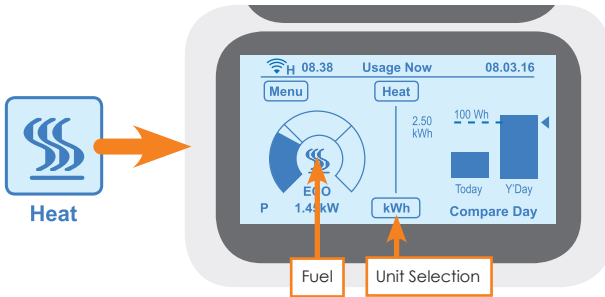 H 08.38 Usage Now 08.03.16
Menu Heat
2.50 kWh
100 Wh
ECO
P 1.45kW
kWh
Today Y'Day
Compare Day
Heat
Fuel
Unit Selection